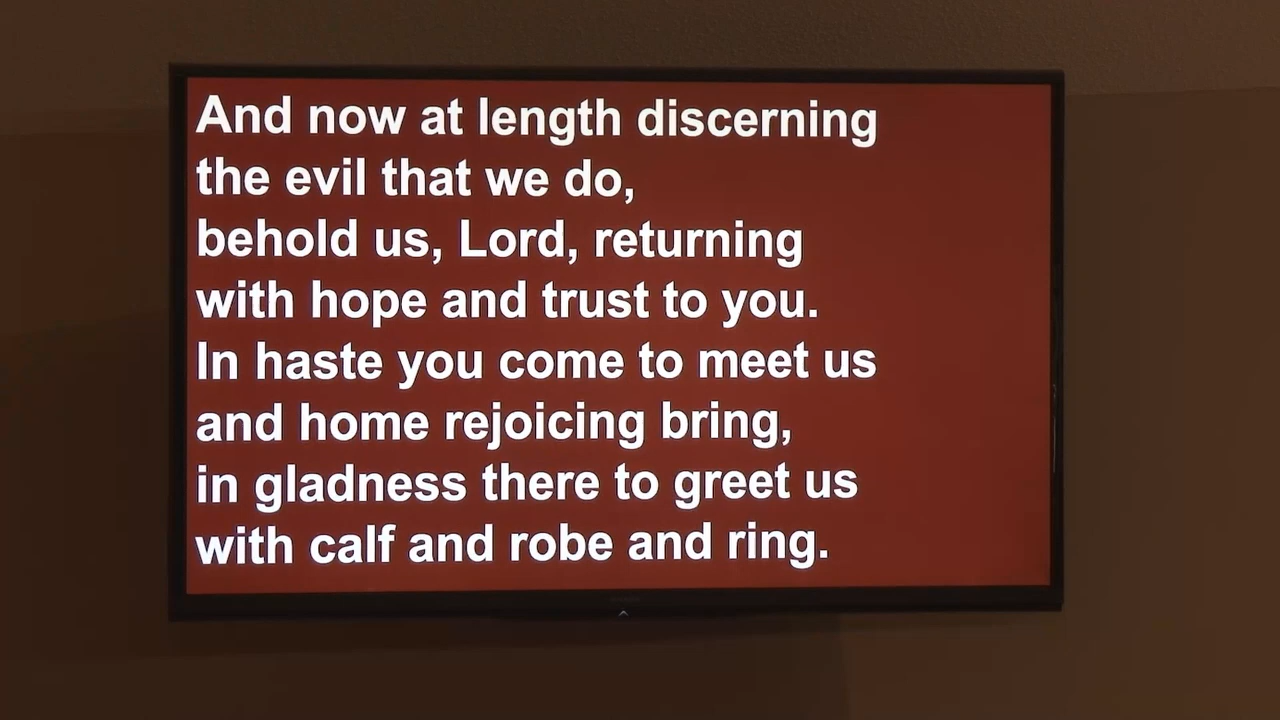 And now at length discerning
the evil that we do,
behold us, Lord, returning
with hope and trust to you.
In haste you come to meet us
and home rejoicing bring,
in gladness there to greet us
with calf and robe and ring.